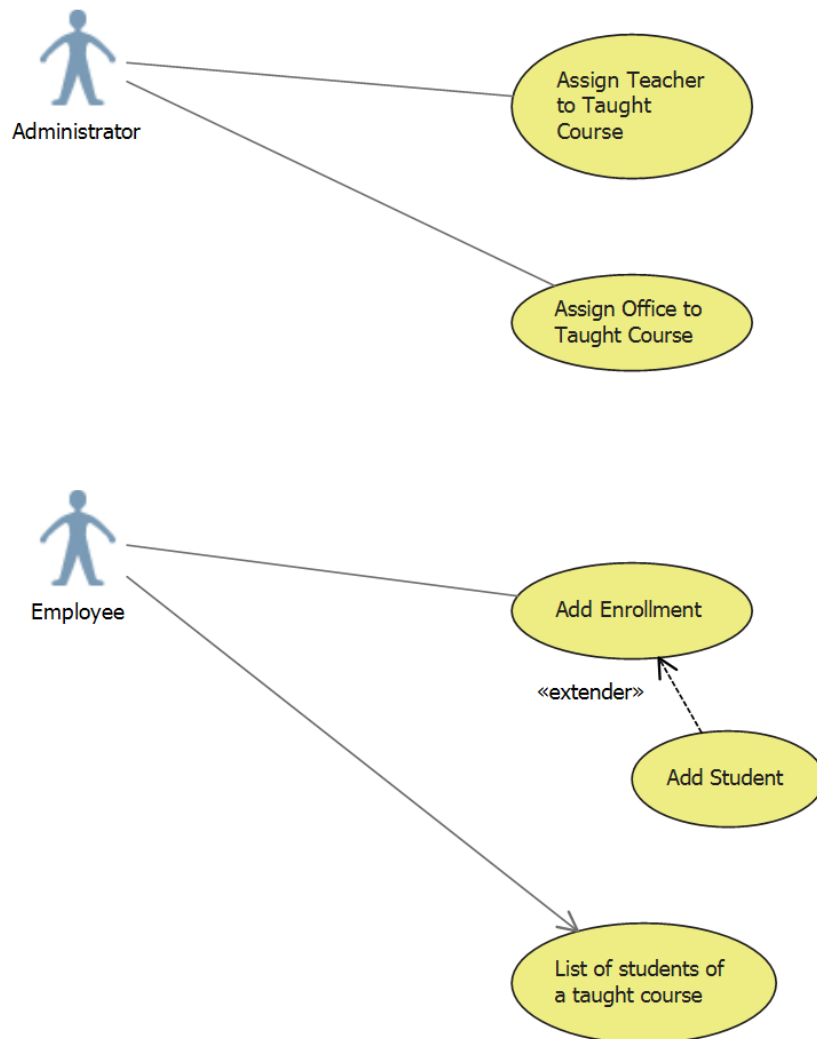 Assign Teacher
to Taught
Course
Administrator
Assign Office to
Taught Course
Employee
Add Enrollment
«extender»
Add Student
List of students of
a taught course